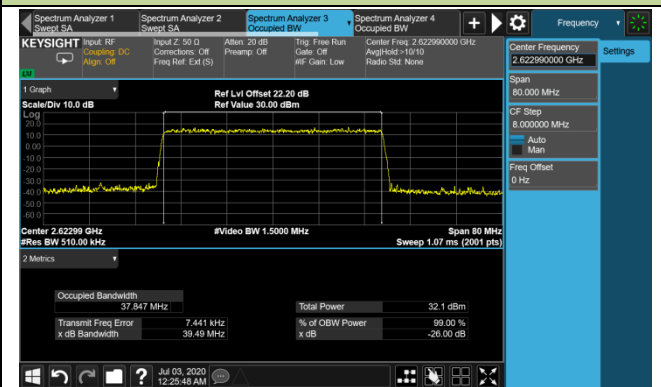 Spectrum Analyzer 1
Swept SA
Spectrum Analyzer 2
Swept SA
Spectrum Analyzer 3
Occupied BW
Spectrum Analyzer 4
Occupied BW
+
Frequency
KEYSIGHT
Input: RF
Coupling: DC
Align: Off
Input Z: 50 Ω
Corrections: Off
Freq Ref: Ext (S)
Atten: 20 dB
Preamp: Off
Trig: Free Run
Gate: Off
#IF Gain: Low
Center Freq: 2.622990000 GHz
Avg|Hold:>10/10
Radio Std: None
LXI
Center Frequency
2.622990000 GHz
Settings
Span
80.000 MHz
CF Step
8.000000 MHz
Auto
Man
Freq Offset
0 Hz
1 Graph
Scale/Div 10.0 dB
Ref Lvl Offset 22.20 dB
Ref Value 30.00 dBm
Log
20.0
10.0
0.00
-10.0
-20.0
-30.0
-40.0
-50.0
-60.0
Center 2.62299 GHz
#Res BW 510.00 kHz
#Video BW 1.5000 MHz
Span 80 MHz
Sweep 1.07 ms (2001 pts)
2 Metrics
Occupied Bandwidth
37.847 MHz
Total Power 32.1 dBm
Transmit Freq Error 7.441 kHz
% of OBW Power 99.00 %
x dB Bandwidth 39.49 MHz
x dB -26.00 dB
?
Jul 03, 2020
12:25:48 AM